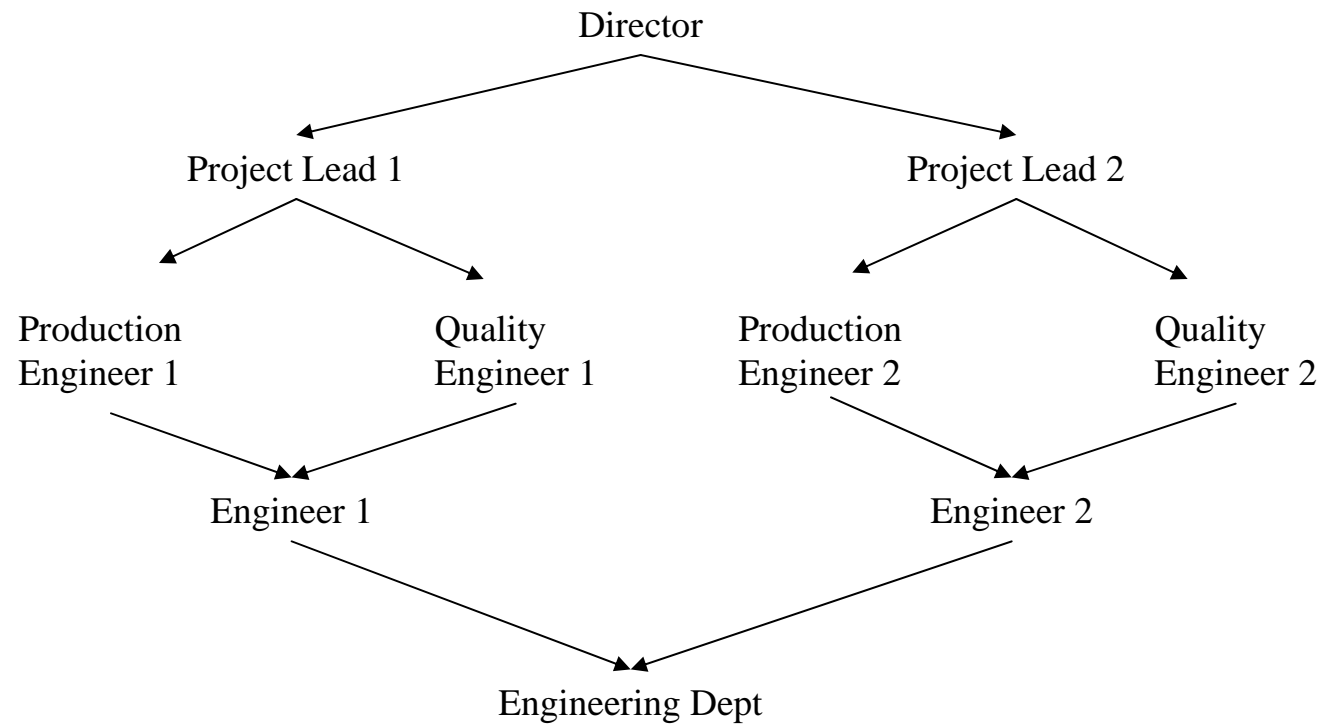 Director
Project Lead 1
Project Lead 2
Production
Engineer 1
Quality
Engineer 1
Production
Engineer 2
Quality
Engineer 2
Engineer 1
Engineer 2
Engineering Dept